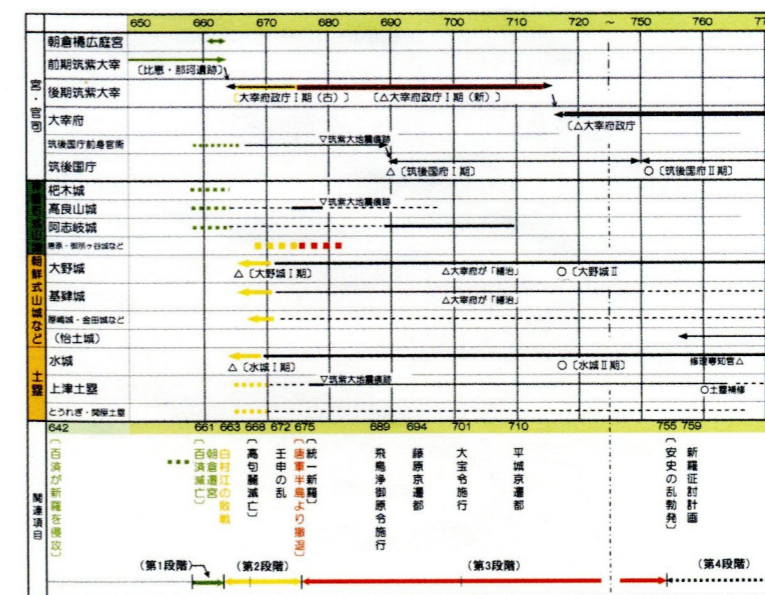 650 660 670 680 690 700 710 720 ～ 750 760
宮・官司
朝倉橘広庭宮
前期筑紫大宰
〔比恵・那珂遺跡〕
後期筑紫大宰
〔大宰府政庁Ⅰ期（古）〕 〔△大宰府政庁Ⅰ期（新）〕
大宰府
〔△大宰府政庁
筑後国庁前身官衙
▽筑紫大地震痕跡
筑後国庁
△〔筑後国府Ⅰ期〕 ○〔筑後国府Ⅱ期〕
杷木城
高良山城
▽筑紫大地震痕跡
阿志岐城
鹿毛馬・御所ヶ谷城など
朝鮮式山城など
大野城
△〔大野城Ⅰ期〕 △大宰府が「繕治」 ○〔大野城Ⅱ
基肄城
△大宰府が「繕治」
（怡土城）
土塁
水城
△〔水城Ⅰ期〕 ○〔水城Ⅱ期〕 修理専知官△
上津土塁
▽筑紫大地震痕跡
○土塁補修
とうれぎ・関屋土塁
642 661 663 668 672 675 689 694 701 710 755 759
関連項目
〔百済が新羅を侵攻〕
〔百済滅亡〕
朝倉遷宮
白村江の敗戦
高句麗滅亡〕
壬申の乱
〔唐軍半島より撤退〕
〔統一新羅〕
飛鳥浄御原令施行
藤原京遷都
大宝令施行
平城京遷都
〔安史の乱勃発〕
新羅征討計画
（第1段階） （第2段階） （第3段階） （第4段階）